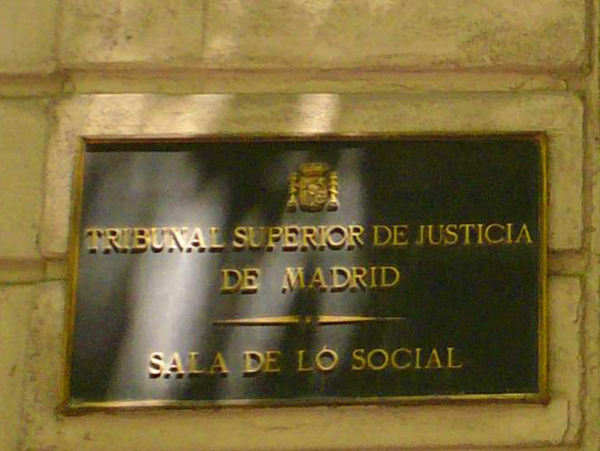 TRIBUNAL SUPERIOR DE JUSTICIA
DE MADRID
SALA DE LO SOCIAL